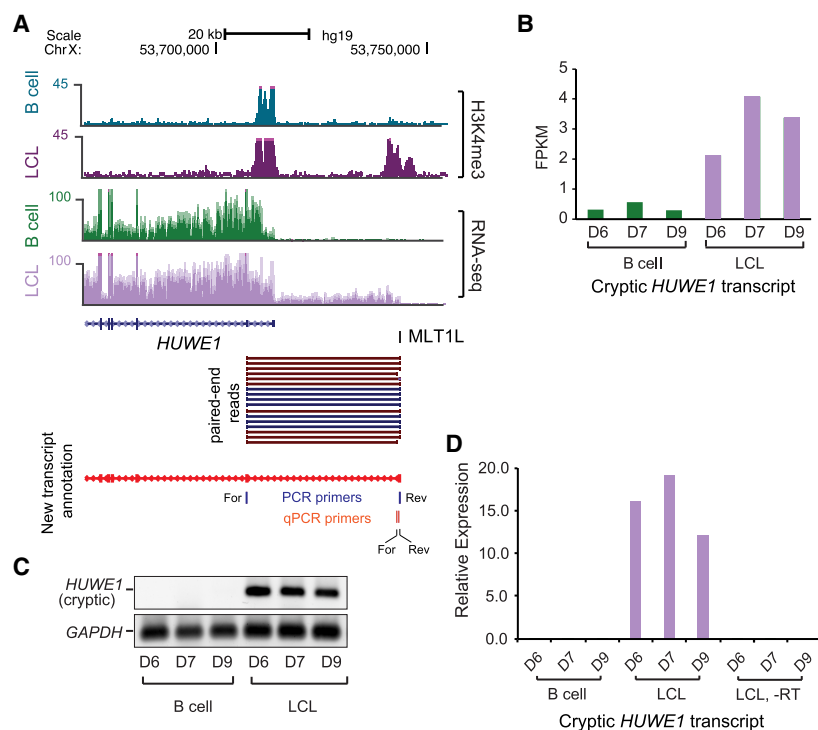 A
Scale
20 kb
hg19
ChrX:
53,700,000
53,750,000
B cell
45
LCL
45
H3K4me3
B cell
100
LCL
100
RNA-seq
HUWE1
MLT1L
paired-end
reads
New transcript
annotation
For
PCR primers
Rev
qPCR primers
For
Rev
B
FPKM
5
4
3
2
1
0
D6 D7 D9 D6 D7 D9
B cell
LCL
Cryptic HUWE1 transcript
C
HUWE1
(cryptic)
GAPDH
D6 D7 D9 D6 D7 D9
B cell
LCL
D
Relative Expression
20.0
15.0
10.0
5.0
0.0
D6 D7 D9 D6 D7 D9 D6 D7 D9
B cell
LCL
LCL, -RT
Cryptic HUWE1 transcript